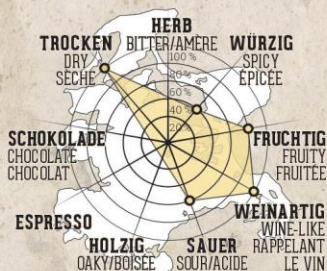 HERB
BITTER/AMÈRE
TROCKEN
DRY
SÈCHE
WÜRZIG
SPICY
ÉPICÉE
100 %
80 %
60 %
40 %
20 %
SCHOKOLADE
CHOCOLATE
CHOCOLAT
FRUCHTIG
FRUITY
FRUITÉE
ESPRESSO
WEINARTIG
WINE-LIKE
RAPPELANT
LE VIN
HOLZIG
OAKY/BOISÉE
SAUER
SOUR/ACIDE